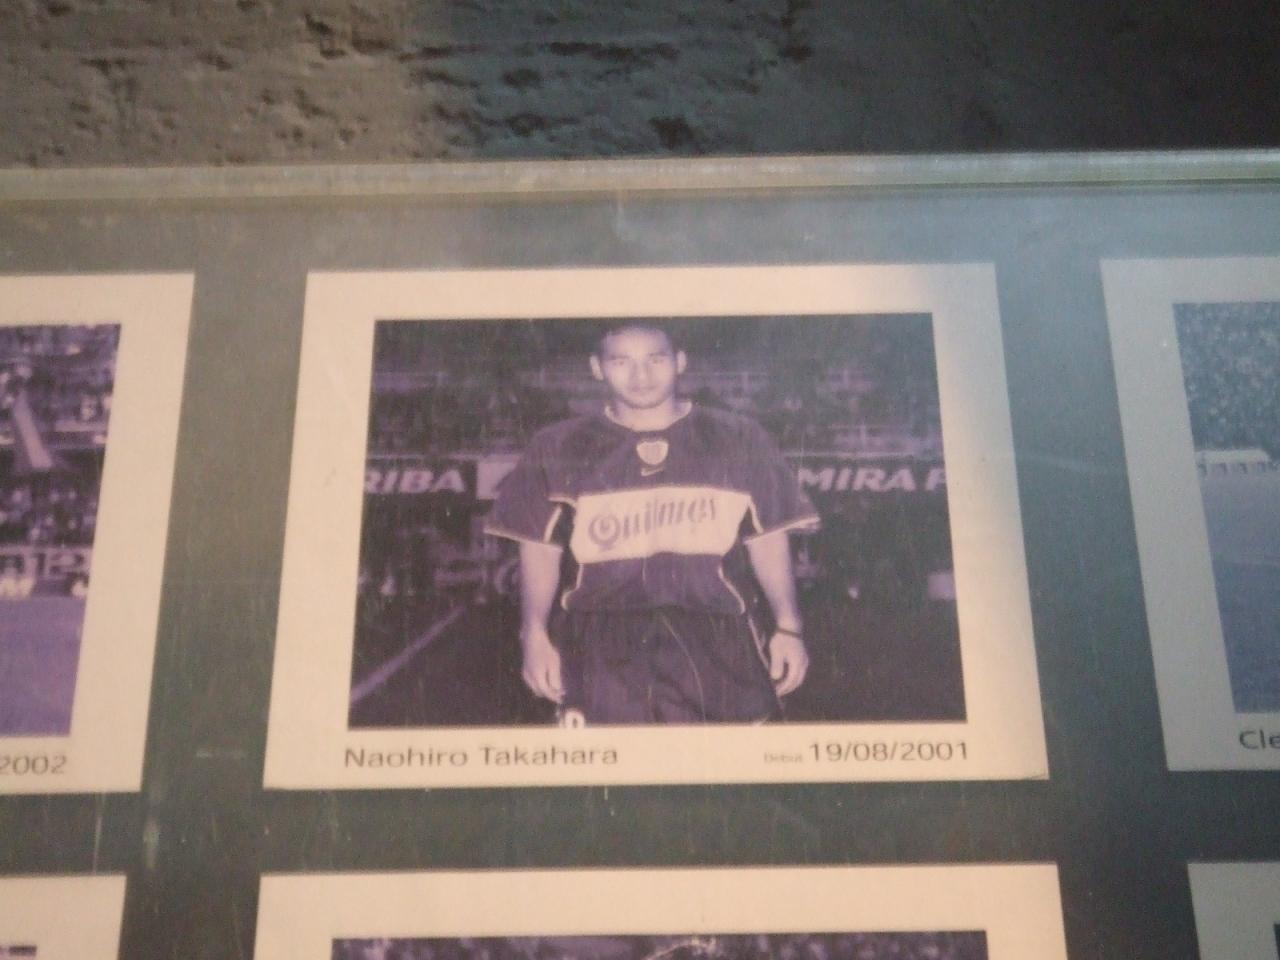 RIBA
MIRA
Quilmes
2002
Naohiro Takahara Debut 19/08/2001
Cle